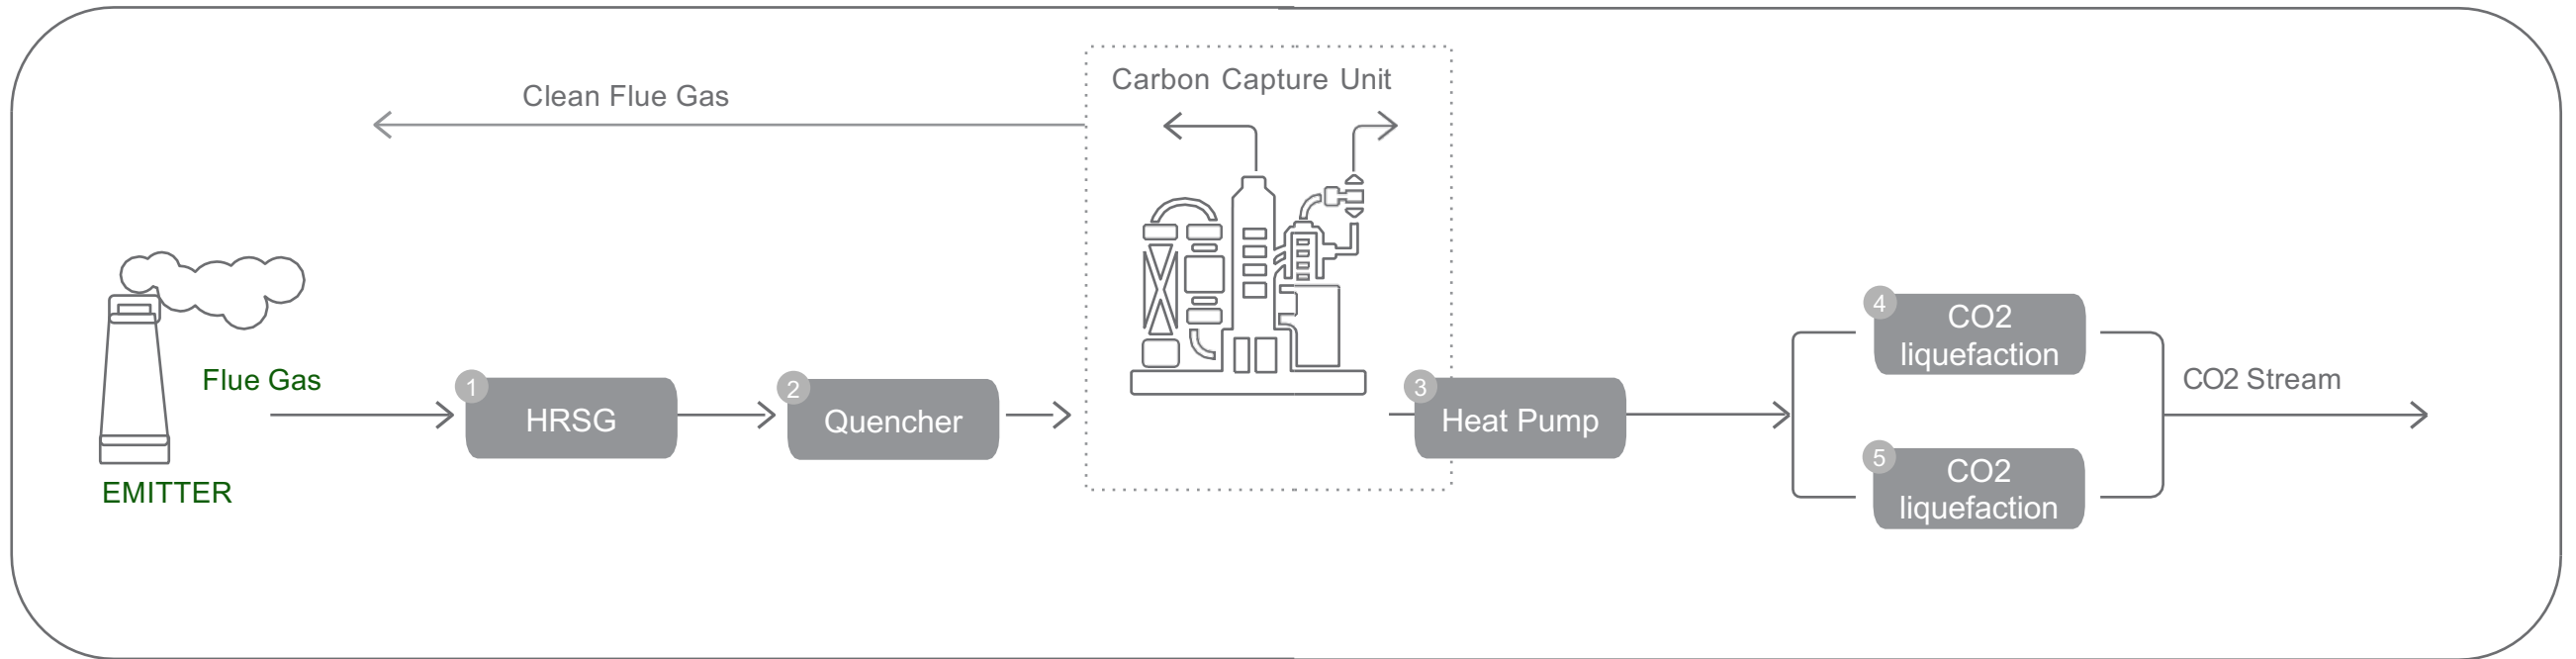 Carbon Capture Unit
Clean Flue Gas
Flue Gas
EMITTER
1
HRSG
2
Quencher
3
Heat Pump
4
CO2
liquefaction
5
CO2
liquefaction
CO2 Stream